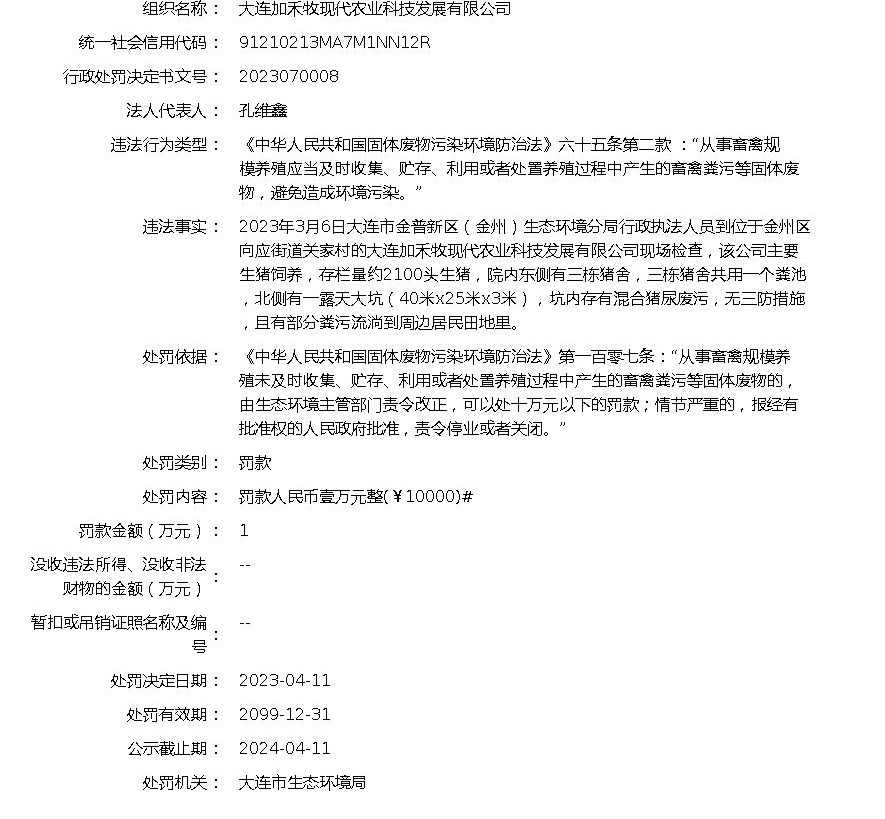 组织名称： 大连加禾牧现代农业科技发展有限公司
统一社会信用代码： 91210213MA7M1NN12R
行政处罚决定书文号： 2023070008
法人代表人： 孔维鑫
违法行为类型： 《中华人民共和国固体废物污染环境防治法》六十五条第二款 ：“从事畜禽规
模养殖应当及时收集、贮存、利用或者处置养殖过程中产生的畜禽粪污等固体废
物，避免造成环境污染。”
违法事实： 2023年3月6日大连市金普新区（金州）生态环境分局行政执法人员到位于金州区
向应街道关家村的大连加禾牧现代农业科技发展有限公司现场检查，该公司主要
生猪饲养，存栏量约2100头生猪，院内东侧有三栋猪舍，三栋猪舍共用一个粪池
，北侧有一露天大坑（40米x25米x3米），坑内存有混合猪尿废污，无三防措施
，且有部分粪污流淌到周边居民田地里。
处罚依据： 《中华人民共和国固体废物污染环境防治法》第一百零七条：“从事畜禽规模养
殖未及时收集、贮存、利用或者处置养殖过程中产生的畜禽粪污等固体废物的，
由生态环境主管部门责令改正，可以处十万元以下的罚款；情节严重的，报经有
批准权的人民政府批准，责令停业或者关闭。”
处罚类别： 罚款
处罚内容： 罚款人民币壹万元整(￥10000)#
罚款金额（万元）： 1
没收违法所得、没收非法
财物的金额（万元）： --
暂扣或吊销证照名称及编
号： --
处罚决定日期： 2023-04-11
处罚有效期： 2099-12-31
公示截止期： 2024-04-11
处罚机关： 大连市生态环境局